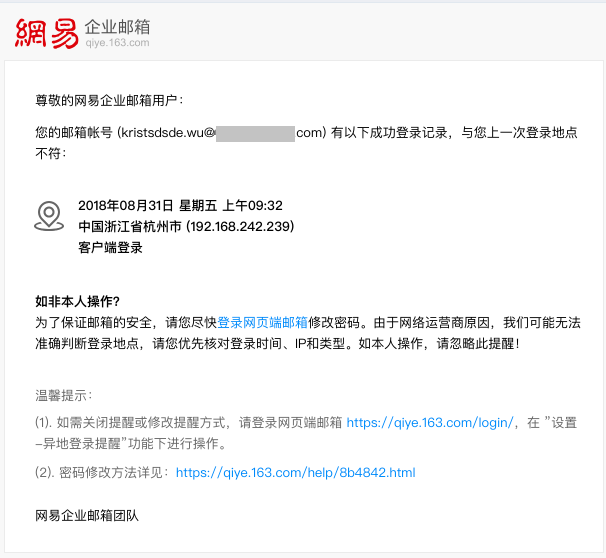 網易 企业邮箱
qiye.163.com
尊敬的网易企业邮箱用户：
您的邮箱帐号 (kristsdsde.wu@ com) 有以下成功登录记录，与您上一次登录地点
不符：
2018年08月31日 星期五 上午09:32
中国浙江省杭州市 (192.168.242.239)
客户端登录
如非本人操作?
为了保证邮箱的安全，请您尽快登录网页端邮箱修改密码。由于网络运营商原因，我们可能无法
准确判断登录地点，请您优先核对登录时间、IP和类型。如本人操作，请忽略此提醒！
温馨提示：
(1). 如需关闭提醒或修改提醒方式，请登录网页端邮箱 https://qiye.163.com/login/，在 ”设置
-异地登录提醒”功能下进行操作。
(2). 密码修改方法详见：https://qiye.163.com/help/8b4842.html
网易企业邮箱团队